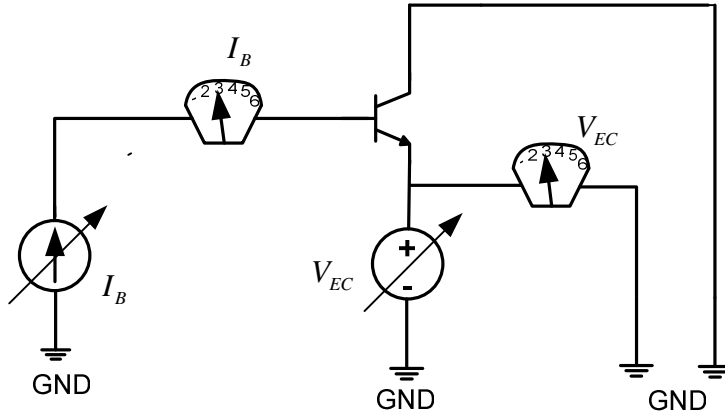 I_B
- 2 3 4 5 6
V_EC
- 2 3 4 5 6
+
-
V_EC
I_B
GND
GND
GND